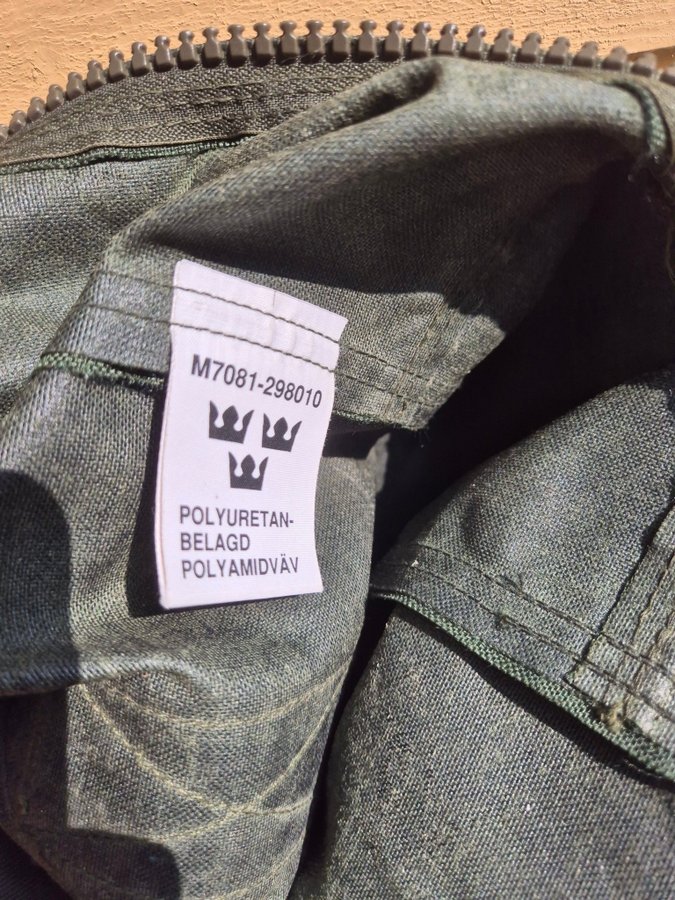 M7081-298010
POLYURETAN-
BELAGD
POLYAMIDVÄV